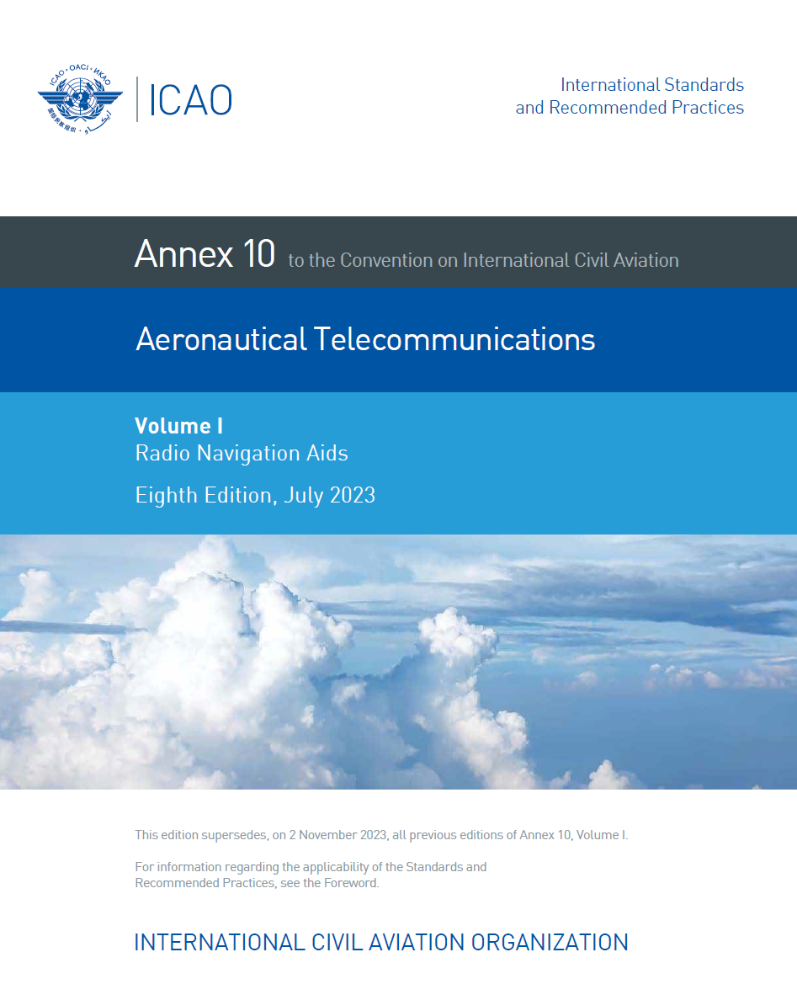 ICAO · OACI · ИКАО
国际民航组织 · إيكاو
ICAO
International Standards
and Recommended Practices
Annex 10 to the Convention on International Civil Aviation
Aeronautical Telecommunications
Volume I
Radio Navigation Aids
Eighth Edition, July 2023
This edition supersedes, on 2 November 2023, all previous editions of Annex 10, Volume I.
For information regarding the applicability of the Standards and
Recommended Practices, see the Foreword.
INTERNATIONAL CIVIL AVIATION ORGANIZATION